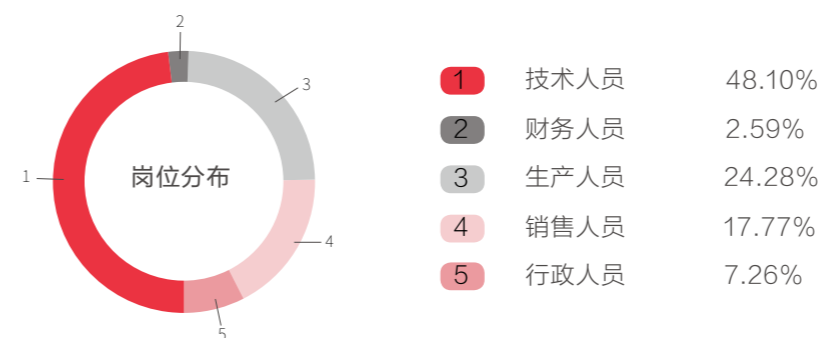 2
3
1
岗位分布
4
5
1 技术人员 48.10%
2 财务人员 2.59%
3 生产人员 24.28%
4 销售人员 17.77%
5 行政人员 7.26%